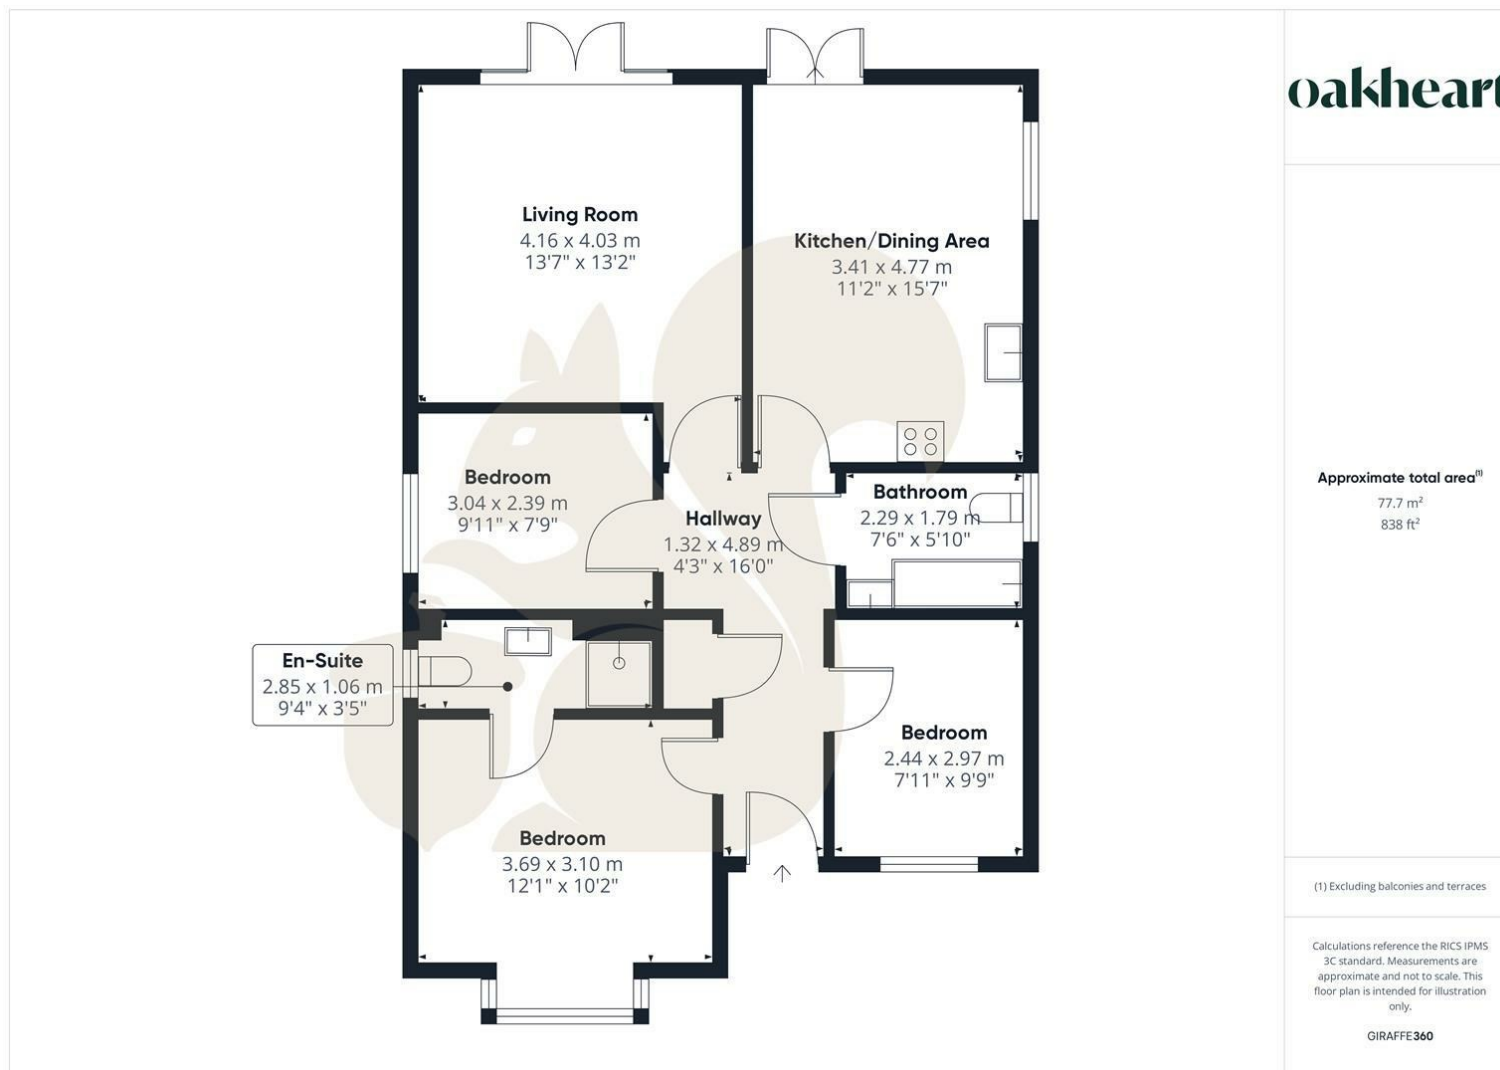 oakheart
Living Room
4.16 x 4.03 m
13'7" x 13'2"
Kitchen/Dining Area
3.41 x 4.77 m
11'2" x 15'7"
Bedroom
3.04 x 2.39 m
9'11" x 7'9"
Hallway
1.32 x 4.89 m
4'3" x 16'0"
Bathroom
2.29 x 1.79 m
7'6" x 5'10"
En-Suite
2.85 x 1.06 m
9'4" x 3'5"
Bedroom
2.44 x 2.97 m
7'11" x 9'9"
Bedroom
3.69 x 3.10 m
12'1" x 10'2"
Approximate total area(1)
77.7 m²
838 ft²
(1) Excluding balconies and terraces
Calculations reference the RICS IPMS
3C standard. Measurements are
approximate and not to scale. This
floor plan is intended for illustration
only.
GIRAFFE360